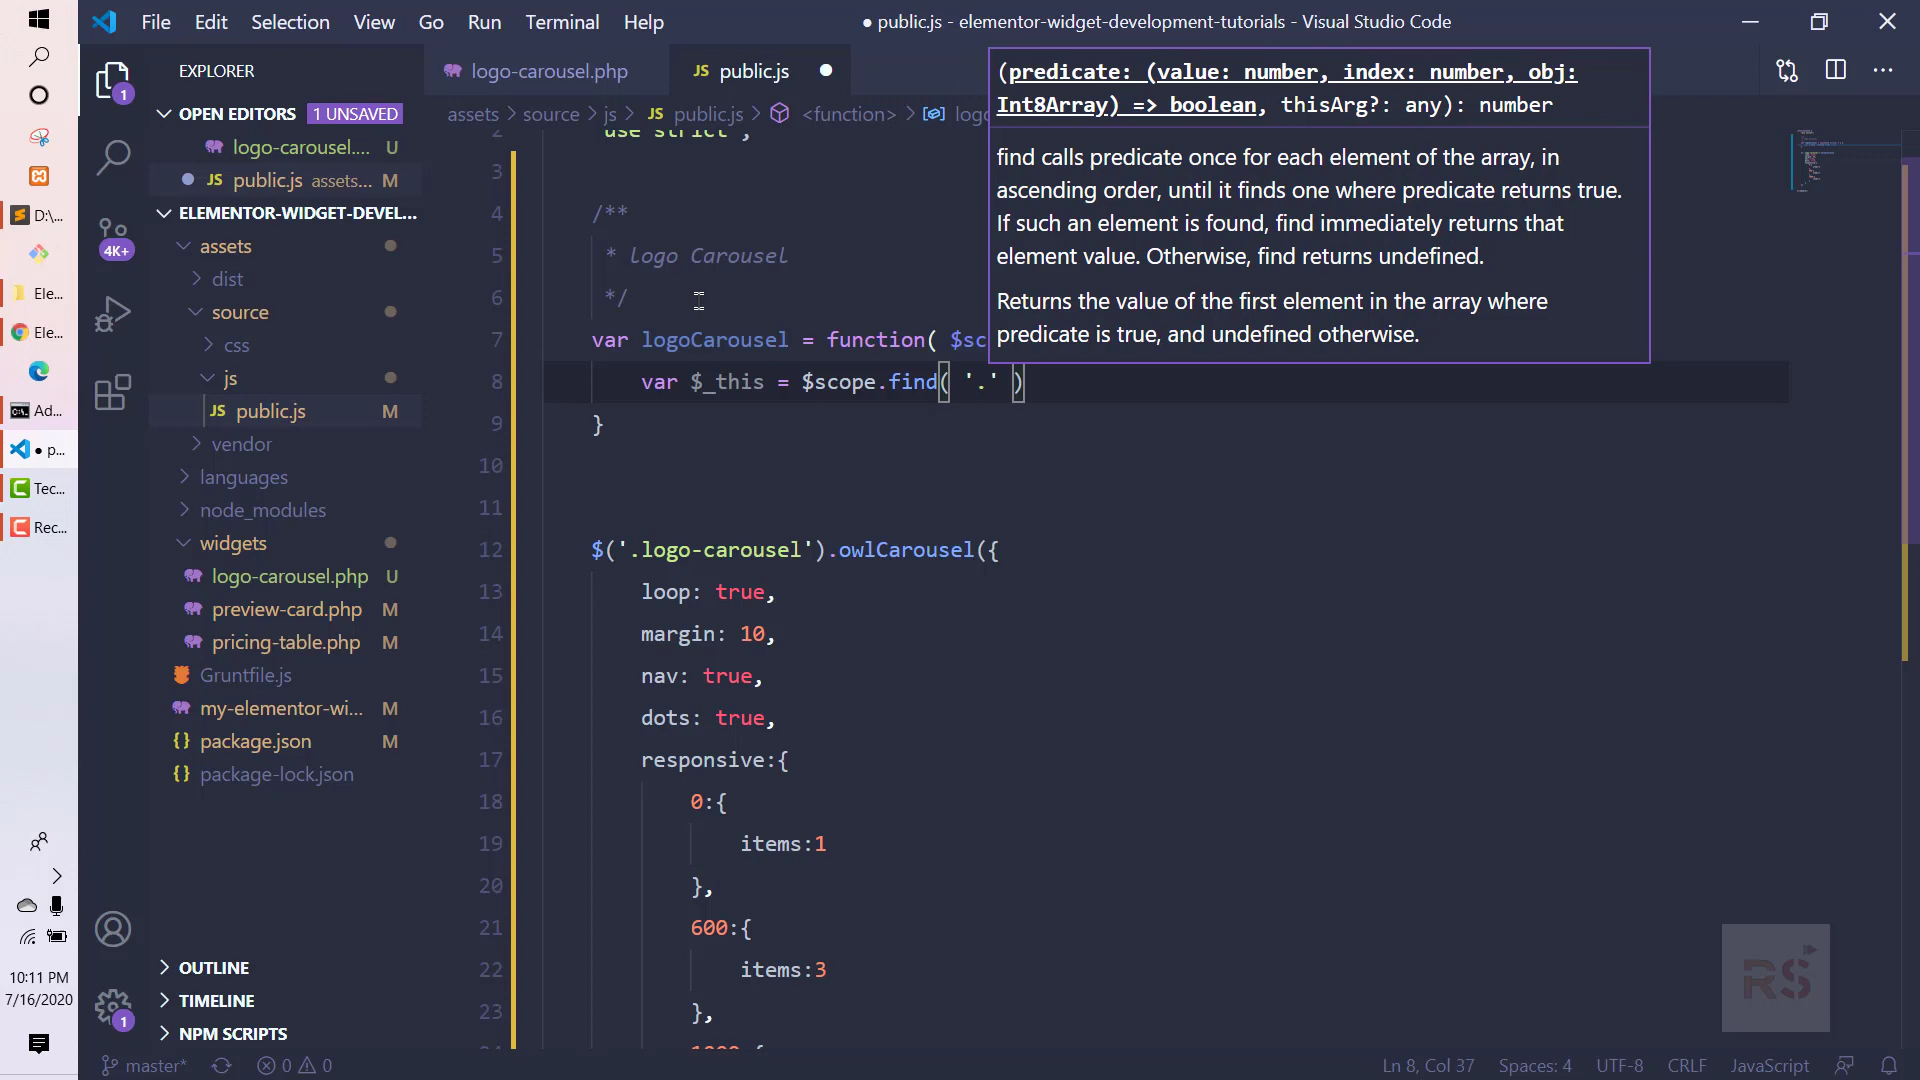 File Edit Selection View Go Run Terminal Help
● public.js - elementor-widget-development-tutorials - Visual Studio Code
EXPLORER
OPEN EDITORS 1 UNSAVED
logo-carousel.... U
public.js assets... M
ELEMENTOR-WIDGET-DEVEL...
assets
dist
source
css
js
public.js M
vendor
languages
node_modules
widgets
logo-carousel.php U
preview-card.php M
pricing-table.php M
Gruntfile.js
my-elementor-wi... M
package.json M
package-lock.json
OUTLINE
TIMELINE
NPM SCRIPTS
1
4K+
1
D:\...
Ele...
Ele...
Ad...
● p...
Tec...
Rec...
10:11 PM
7/16/2020
logo-carousel.php
JS public.js
assets > source > js > JS public.js > <function> > logo
(predicate: (value: number, index: number, obj:
Int8Array) => boolean, thisArg?: any): number
find calls predicate once for each element of the array, in
ascending order, until it finds one where predicate returns true.
If such an element is found, find immediately returns that
element value. Otherwise, find returns undefined.
Returns the value of the first element in the array where
predicate is true, and undefined otherwise.
2 'use strict';
3
4 /**
5 * logo Carousel
6 */
7 var logoCarousel = function( $sc
8 var $_this = $scope.find( '.' )
9 }
10
11
12 $('.logo-carousel').owlCarousel({
13 loop: true,
14 margin: 10,
15 nav: true,
16 dots: true,
17 responsive:{
18 0:{
19 items:1
20 },
21 600:{
22 items:3
23 },
RS
master* 0 0
Ln 8, Col 37 Spaces: 4 UTF-8 CRLF JavaScript